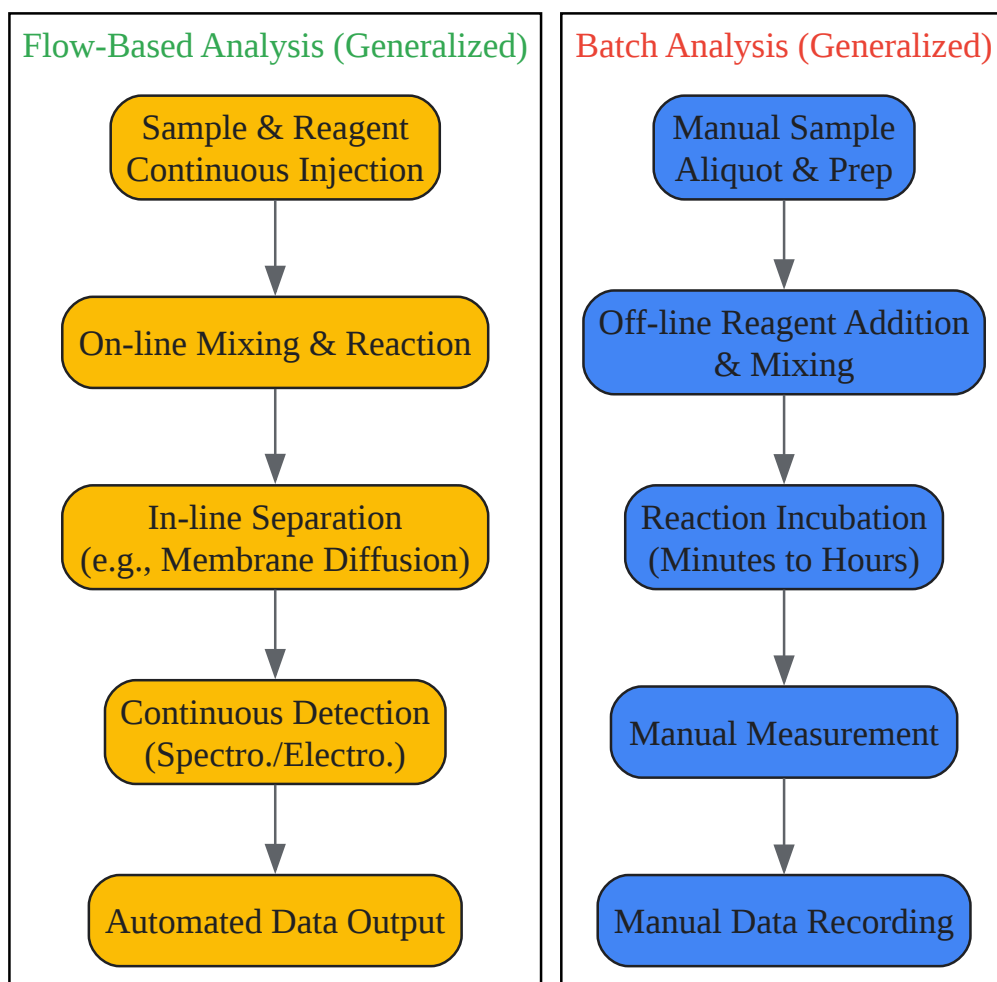 Flow-Based Analysis (Generalized)
Sample & Reagent
Continuous Injection
On-line Mixing & Reaction
In-line Separation
(e.g., Membrane Diffusion)
Continuous Detection
(Spectro./Electro.)
Automated Data Output
Batch Analysis (Generalized)
Manual Sample
Aliquot & Prep
Off-line Reagent Addition
& Mixing
Reaction Incubation
(Minutes to Hours)
Manual Measurement
Manual Data Recording